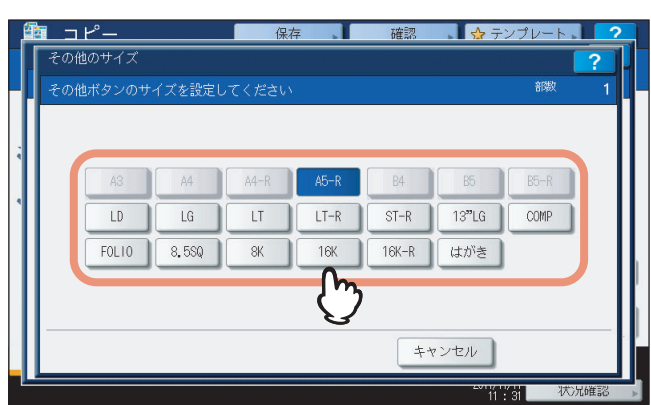 コピー 保存 確認 テンプレート ?
その他のサイズ ?
その他ボタンのサイズを設定してください 部数 1
A3 A4 A4-R A5-R B4 B5 B5-R
LD LG LT LT-R ST-R 13"LG COMP
FOLIO 8.5SQ 8K 16K 16K-R はがき
キャンセル
11:31 状況確認